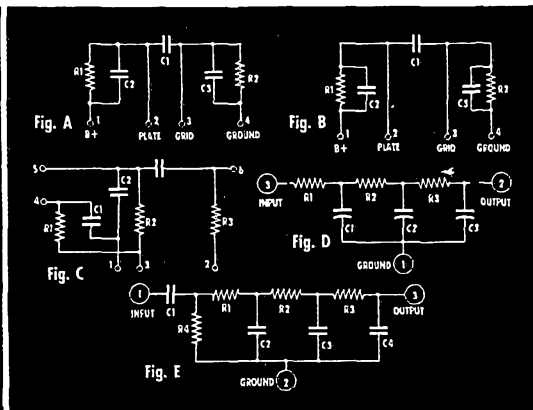 C1
R1
C2
C3
R2
Fig. A
1
2
3
4
B+
PLATE
GRID
GROUND
C1
R1
C2
C3
R2
Fig. B
1
2
3
4
B+
PLATE
GRID
GROUND
5
6
C2
4
R1
C1
R2
R3
Fig. C
1
3
2
3
INPUT
R1
R2
R3
2
OUTPUT
C1
C2
C3
Fig. D
GROUND
1
1
INPUT
C1
R1
R2
R3
3
OUTPUT
R4
C2
C3
C4
Fig. E
GROUND
2